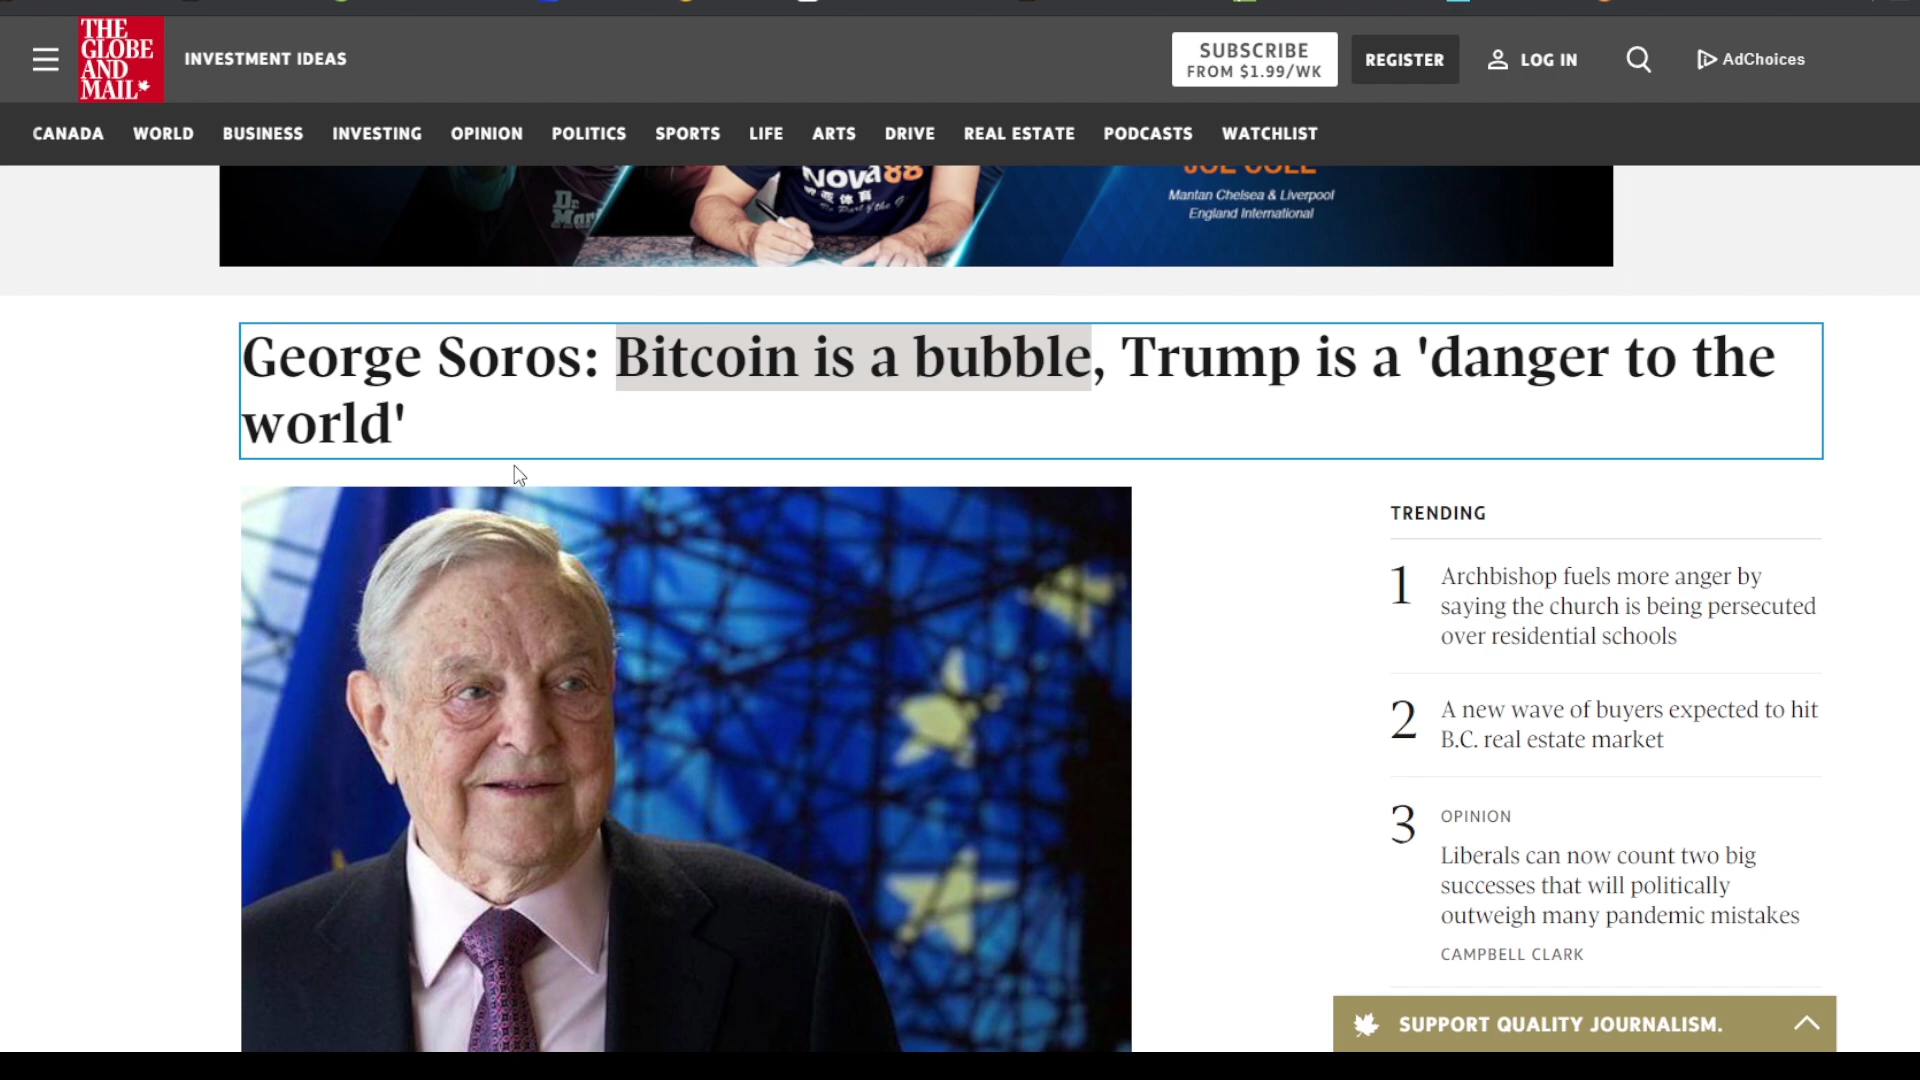 THE
GLOBE
AND
MAIL
INVESTMENT IDEAS
SUBSCRIBE
FROM $1.99/WK
REGISTER
LOG IN
AdChoices
CANADA WORLD BUSINESS INVESTING OPINION POLITICS SPORTS LIFE ARTS DRIVE REAL ESTATE PODCASTS WATCHLIST
NOVA88
体育
JOE COLE
Mantan Chelsea & Liverpool
England International
George Soros: Bitcoin is a bubble, Trump is a 'danger to the
world'
TRENDING
1 Archbishop fuels more anger by
saying the church is being persecuted
over residential schools
2 A new wave of buyers expected to hit
B.C. real estate market
3 OPINION
Liberals can now count two big
successes that will politically
outweigh many pandemic mistakes
CAMPBELL CLARK
SUPPORT QUALITY JOURNALISM.